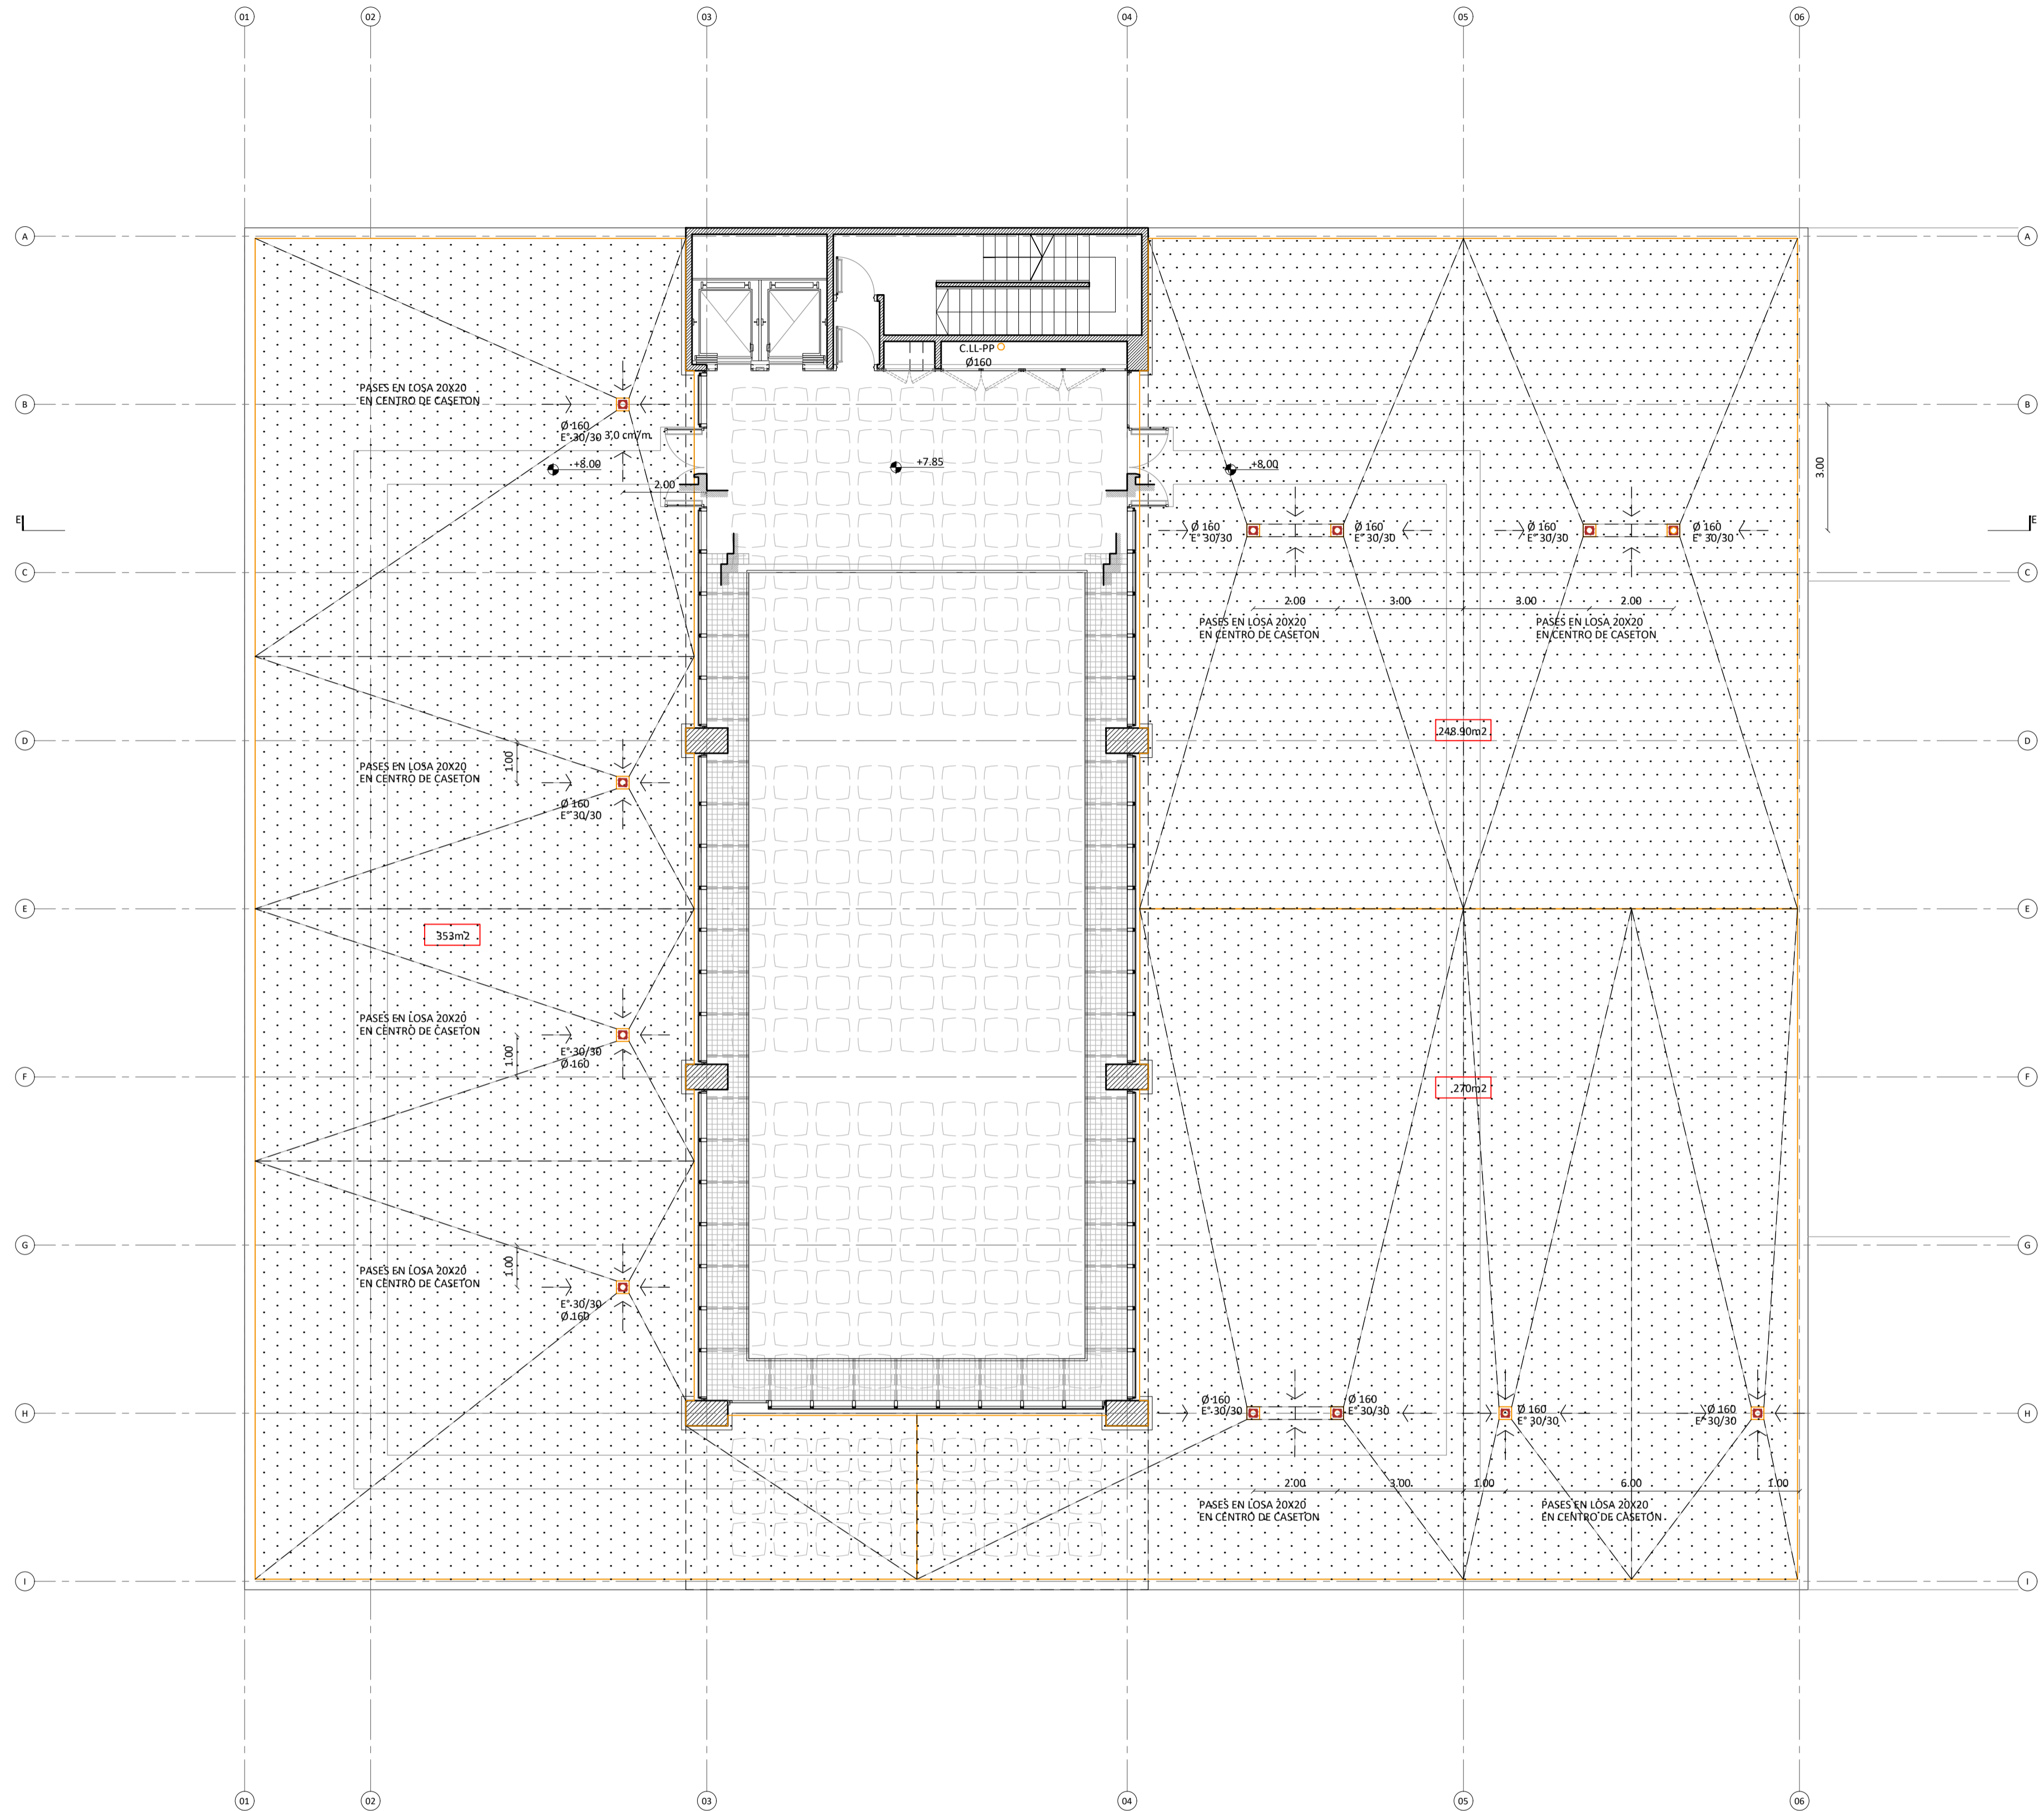 01
02
03
04
05
06
A
A
C.LL-PP
Ø160
PASES EN LOSA 20X20
EN CENTRO DE CASETON
B
B
Ø 160
E° 30/30
3,0 cm/m.
+8.00
+7.85
+8.00
3.00
2.00
E
E
Ø 160
E° 30/30
Ø 160
E° 30/30
Ø 160
E° 30/30
Ø 160
E° 30/30
C
C
2.00
3.00
3.00
2.00
PASES EN LOSA 20X20
EN CENTRO DE CASETON
PASES EN LOSA 20X20
EN CENTRO DE CASETON
248.90m2
D
D
1.00
PASES EN LOSA 20X20
EN CENTRO DE CASETON
Ø 160
E° 30/30
E
E
353m2
PASES EN LOSA 20X20
EN CENTRO DE CASETON
1.00
E° 30/30
Ø 160
F
F
270m2
G
G
1.00
PASES EN LOSA 20X20
EN CENTRO DE CASETON
E° 30/30
Ø 160
H
H
Ø 160
E° 30/30
Ø 160
E° 30/30
Ø 160
E° 30/30
Ø 160
E° 30/30
2.00
3.00
1.00
6.00
1.00
PASES EN LOSA 20X20
EN CENTRO DE CASETON
PASES EN LOSA 20X20
EN CENTRO DE CASETON
I
I
01
02
03
04
05
06